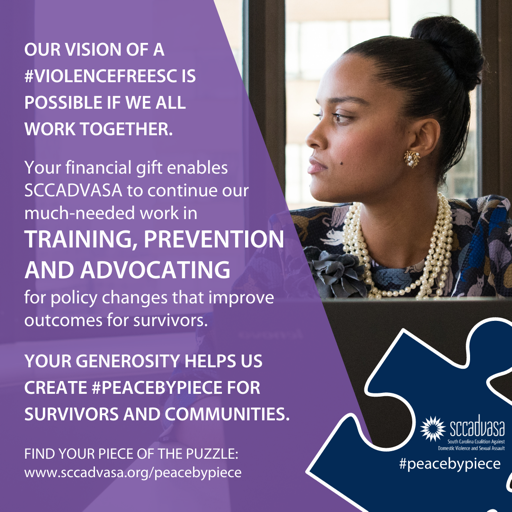 OUR VISION OF A
#VIOLENCEFREESC IS
POSSIBLE IF WE ALL
WORK TOGETHER.
Your financial gift enables
SCCADVASA to continue our
much-needed work in
TRAINING, PREVENTION
AND ADVOCATING
for policy changes that improve
outcomes for survivors.
YOUR GENEROSITY HELPS US
CREATE #PEACEBYPIECE FOR
SURVIVORS AND COMMUNITIES.
FIND YOUR PIECE OF THE PUZZLE:
www.sccadvasa.org/peacebypiece
sccadvasa
South Carolina Coalition Against
Domestic Violence and Sexual Assault
#peacebypiece